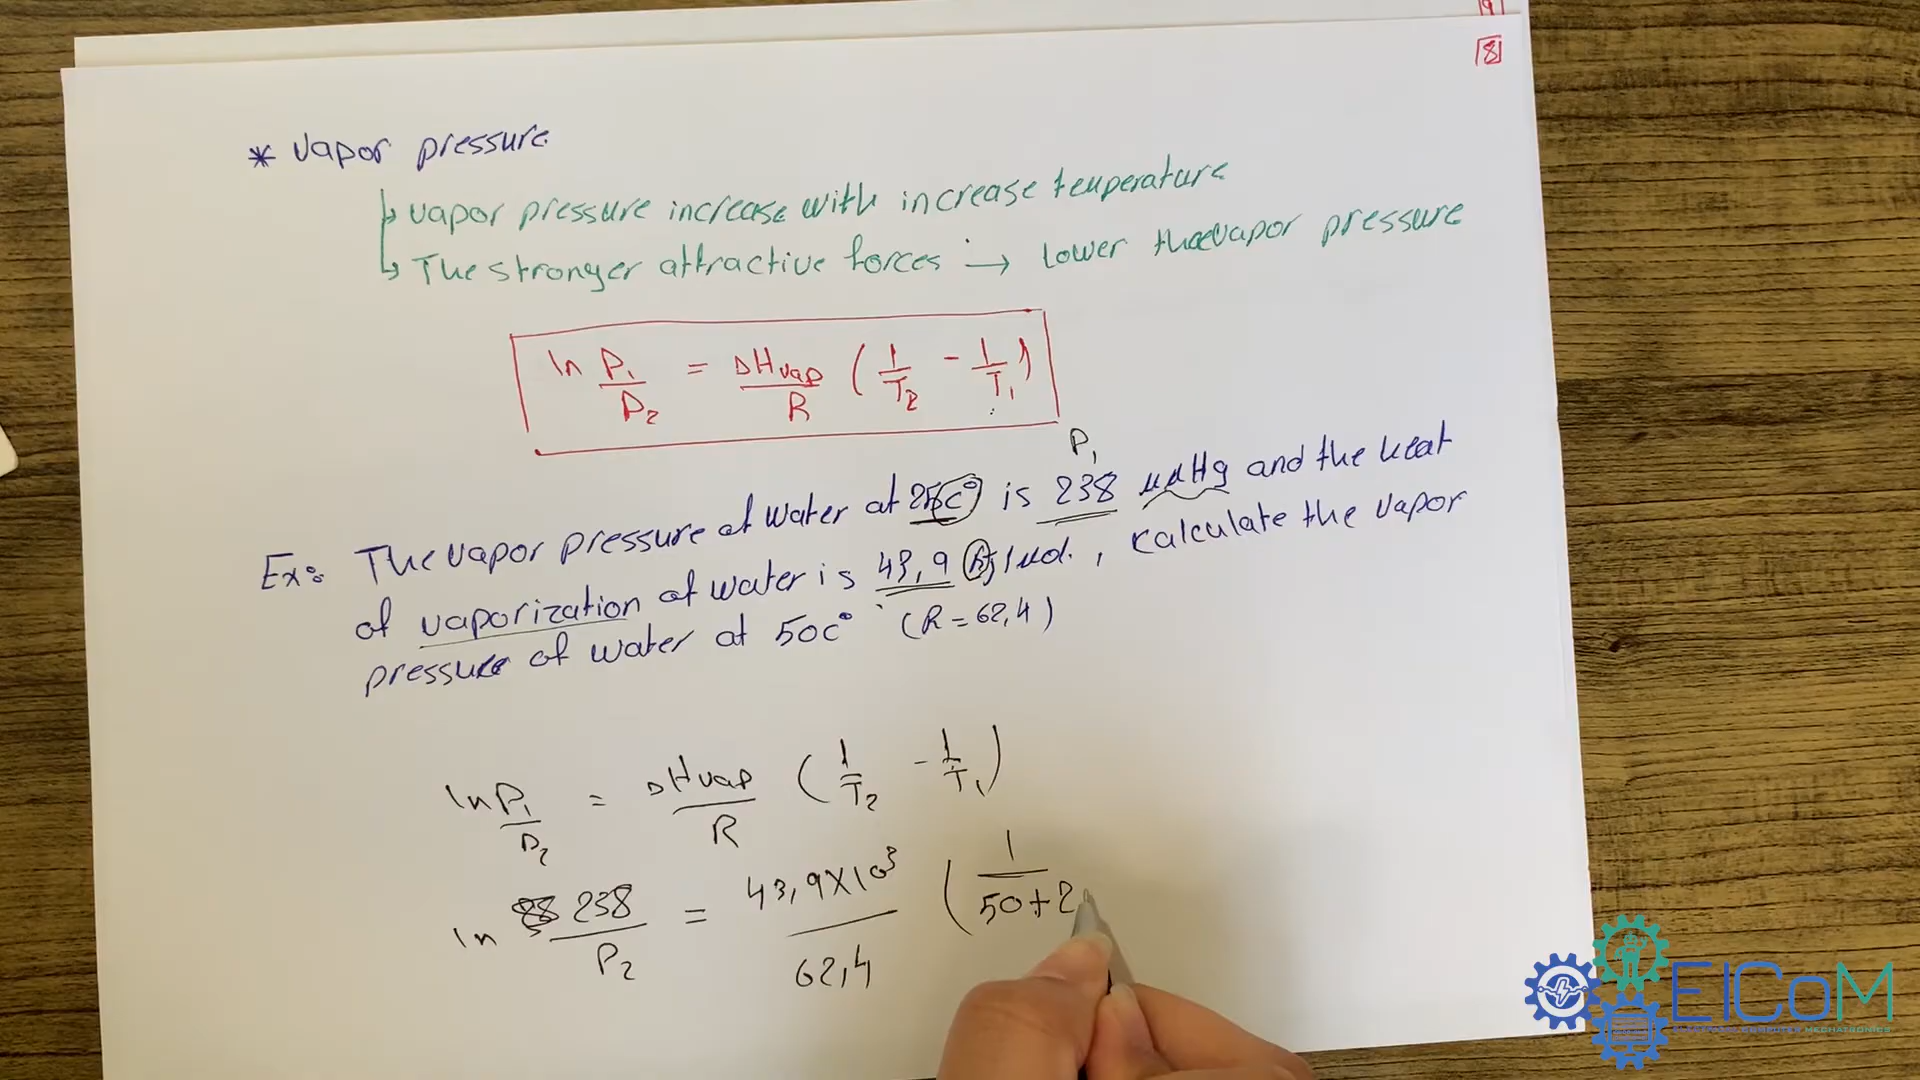 9
8
* Vapor pressure
vapor pressure increase with increase temperature
The stronger attractive forces → lower the vapor pressure
ln P₁/P₂ = ΔHvap/R (1/T₂ - 1/T₁)
P₁
Ex: The vapor pressure of water at 25c° is 238 mmHg and the heat
of vaporization of water is 43,9 kj/mol. , calculate the vapor
pressure of water at 50c° (R = 62,4)
ln P₁/P₂ = ΔHvap/R (1/T₂ - 1/T₁)
ln 238/P₂ = 43,9x10³/62,4 (1/50+2
EICoM